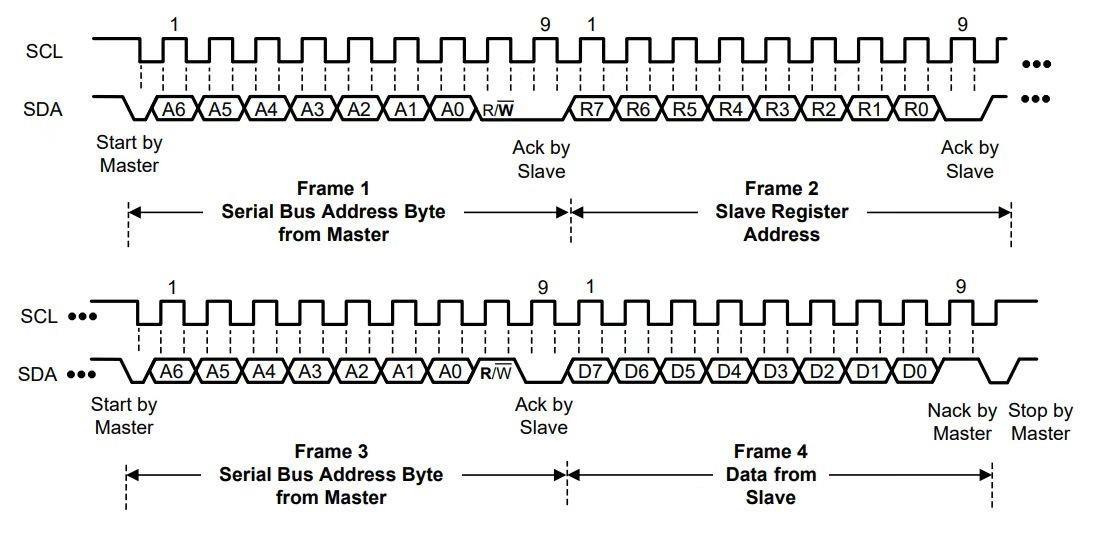 1 9 1 9
SCL
SDA A6 A5 A4 A3 A2 A1 A0 R/W̅ R7 R6 R5 R4 R3 R2 R1 R0
Start by
Master
Ack by
Slave
Ack by
Slave
Frame 1
Serial Bus Address Byte
from Master
Frame 2
Slave Register
Address
1 9 1 9
SCL
SDA A6 A5 A4 A3 A2 A1 A0 R/W̅ D7 D6 D5 D4 D3 D2 D1 D0
Start by
Master
Ack by
Slave
Nack by
Master
Stop by
Master
Frame 3
Serial Bus Address Byte
from Master
Frame 4
Data from
Slave